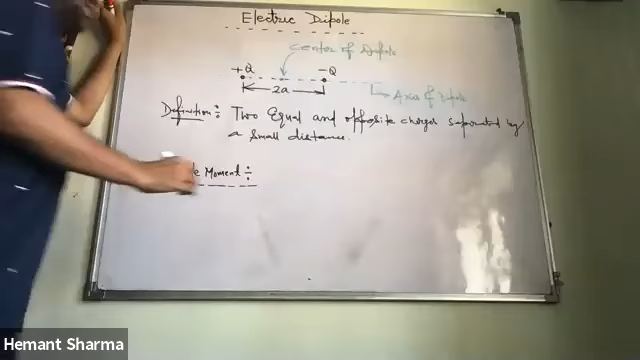 Electric Dipole
center of Dipole
+Q -Q
2a
Axis of Dipole
Definition :- Two Equal and opposite charges separated by
a small distance.
Moment :-
Hemant Sharma